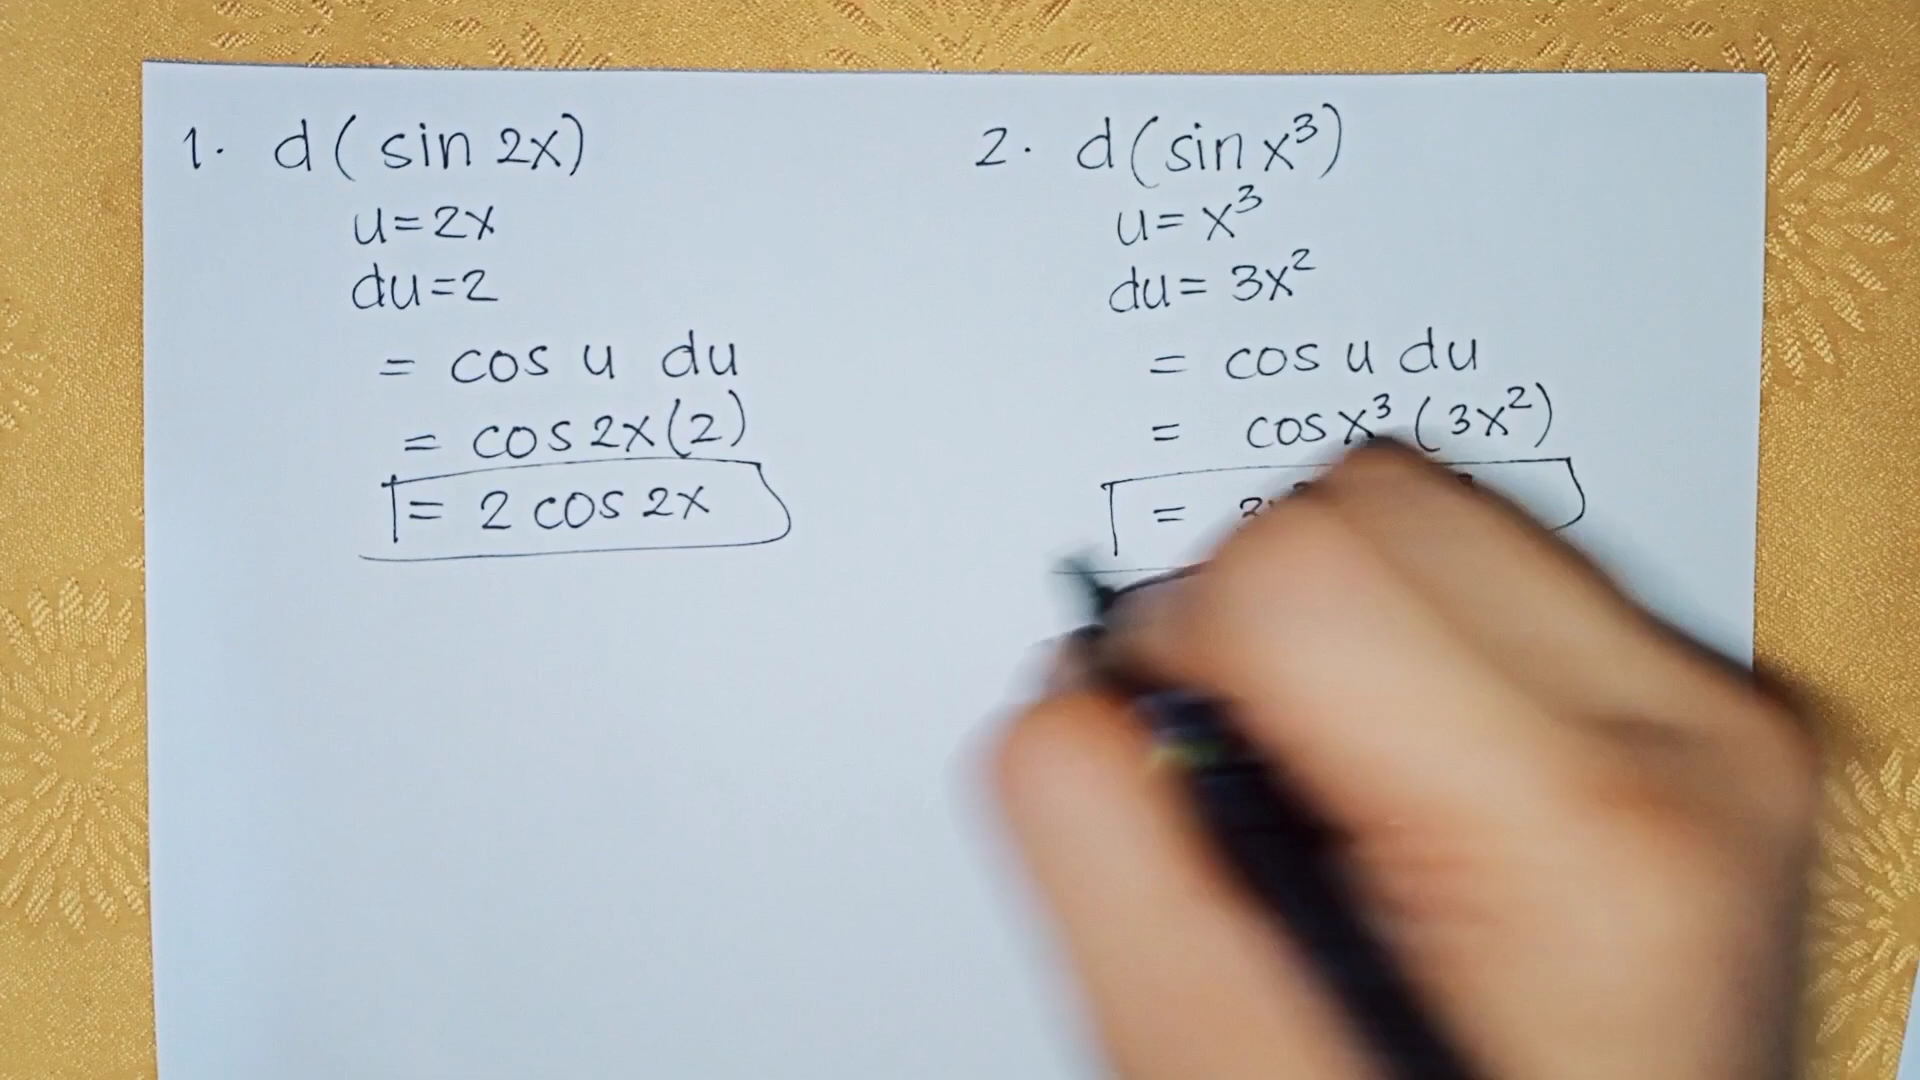 1. d(sin 2x)
u=2x
du=2
= cos u du
= cos 2x(2)
= 2 cos 2x
2. d(sin x³)
u= x³
du= 3x²
= cos u du
= cos x³ (3x²)
=